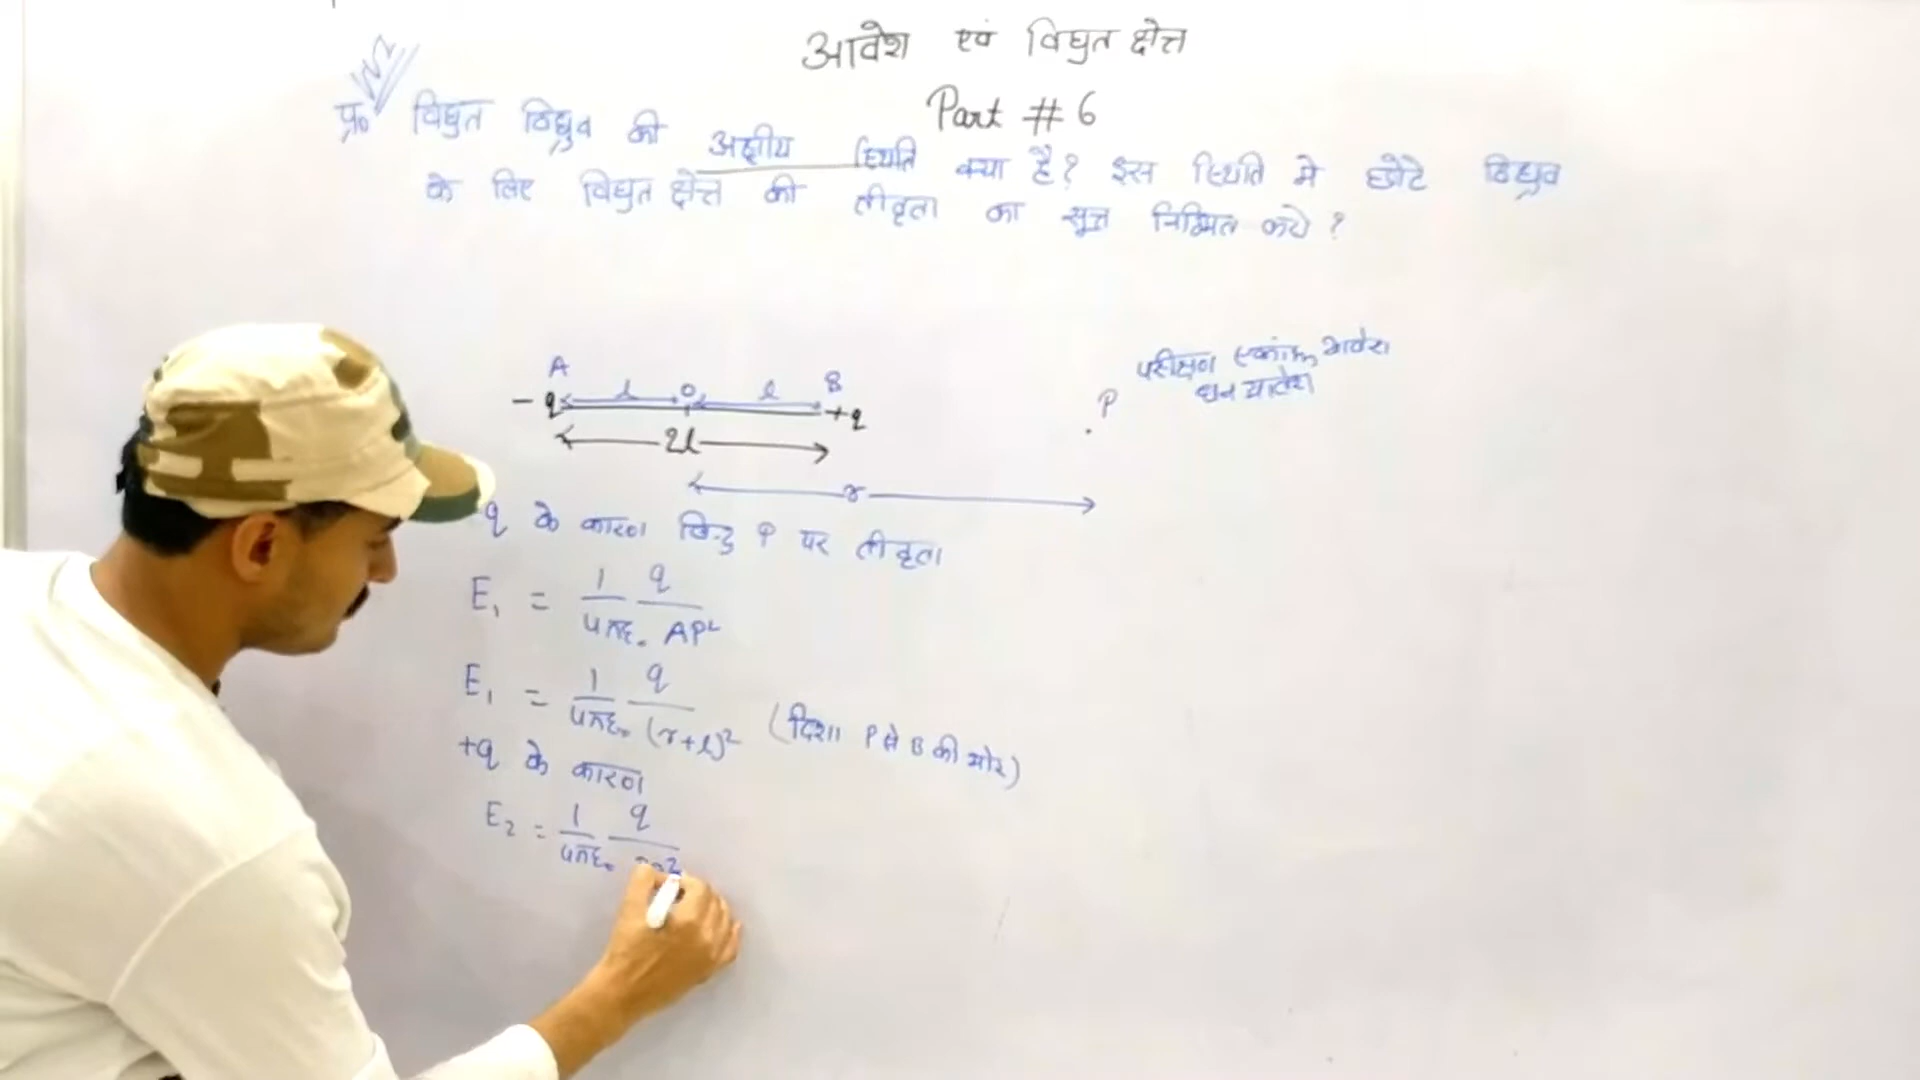 आवेश एवं विद्युत क्षेत्र
Part # 6
प्र० विद्युत द्विध्रुव की अक्षीय स्थिति क्या है? इस स्थिति मे छोटे द्विध्रुव
के लिए विद्युत क्षेत्र की तीव्रता का सूत्र निर्मित करो ?
परीक्षण एकांक आवेश
धन आवेश
A
l O l B
- q +q
P
2l
r
q के कारण बिन्दु P पर तीव्रता
E₁ = 1/4πε₀ q/AP²
E₁ = 1/4πε₀ q/(r+l)² (दिशा P से B की ओर)
+q के कारण
E₂ = 1/4πε₀ q/